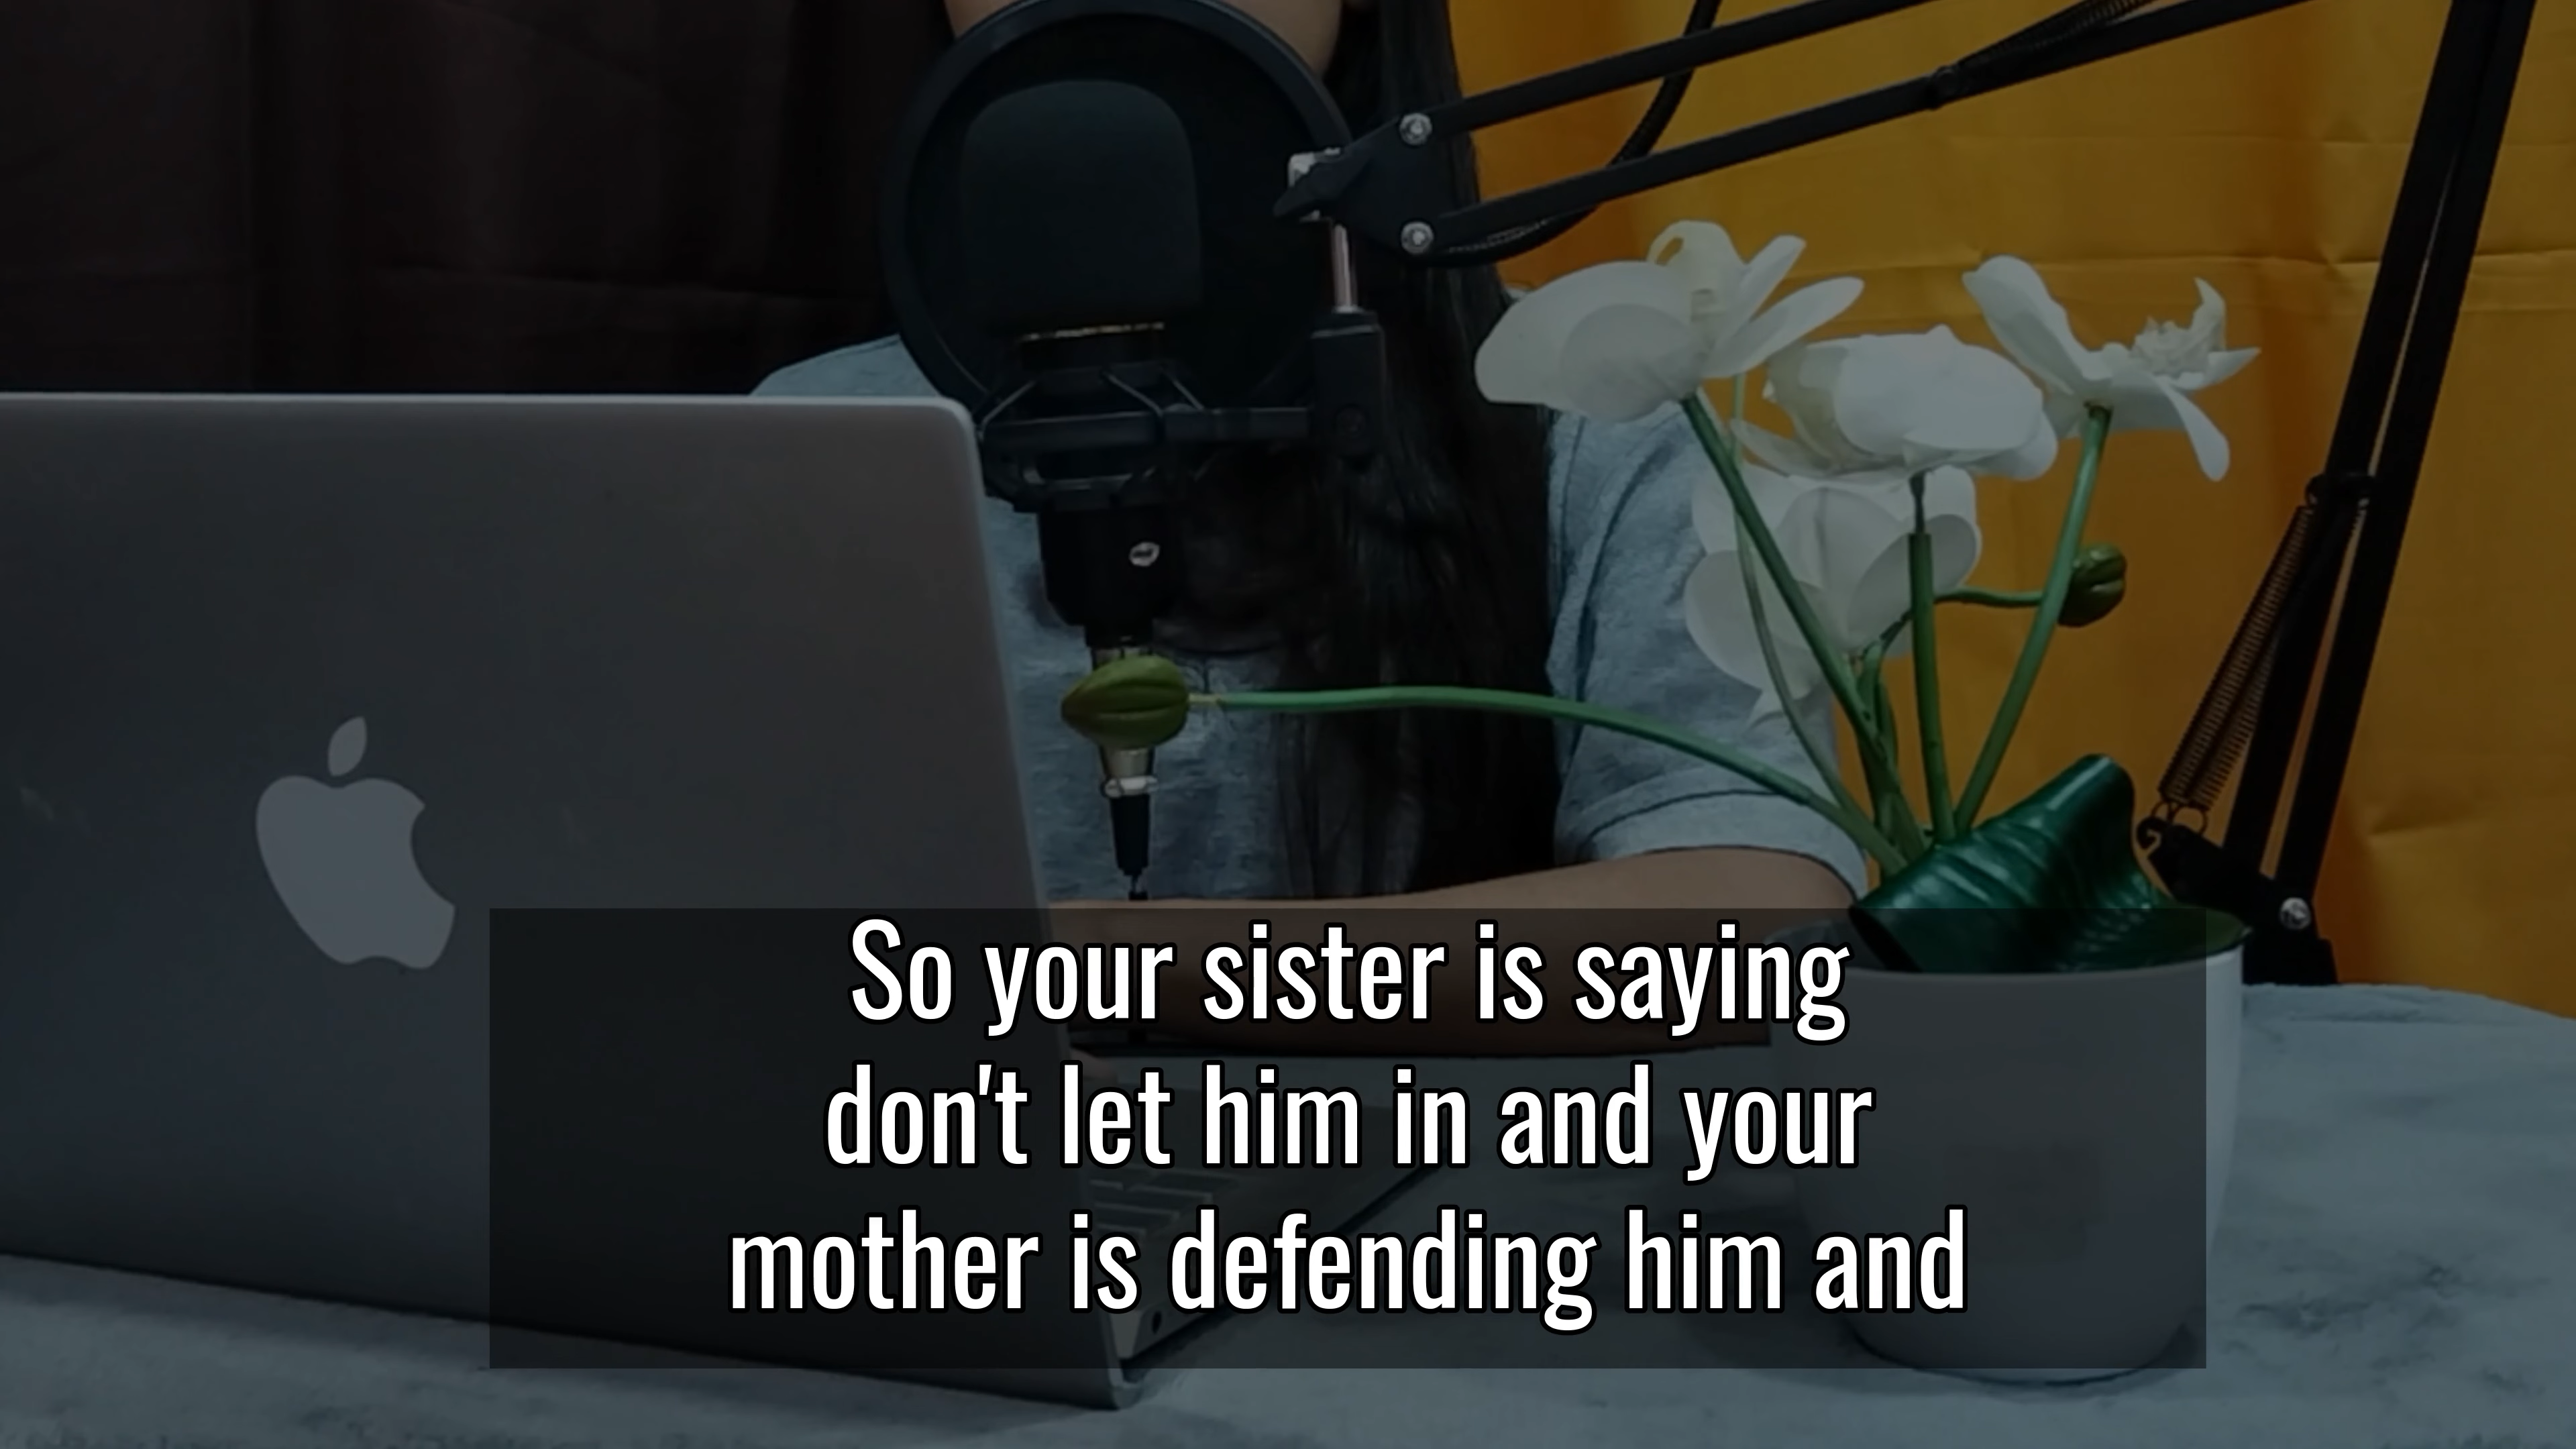 So your sister is saying
don't let him in and your
mother is defending him and